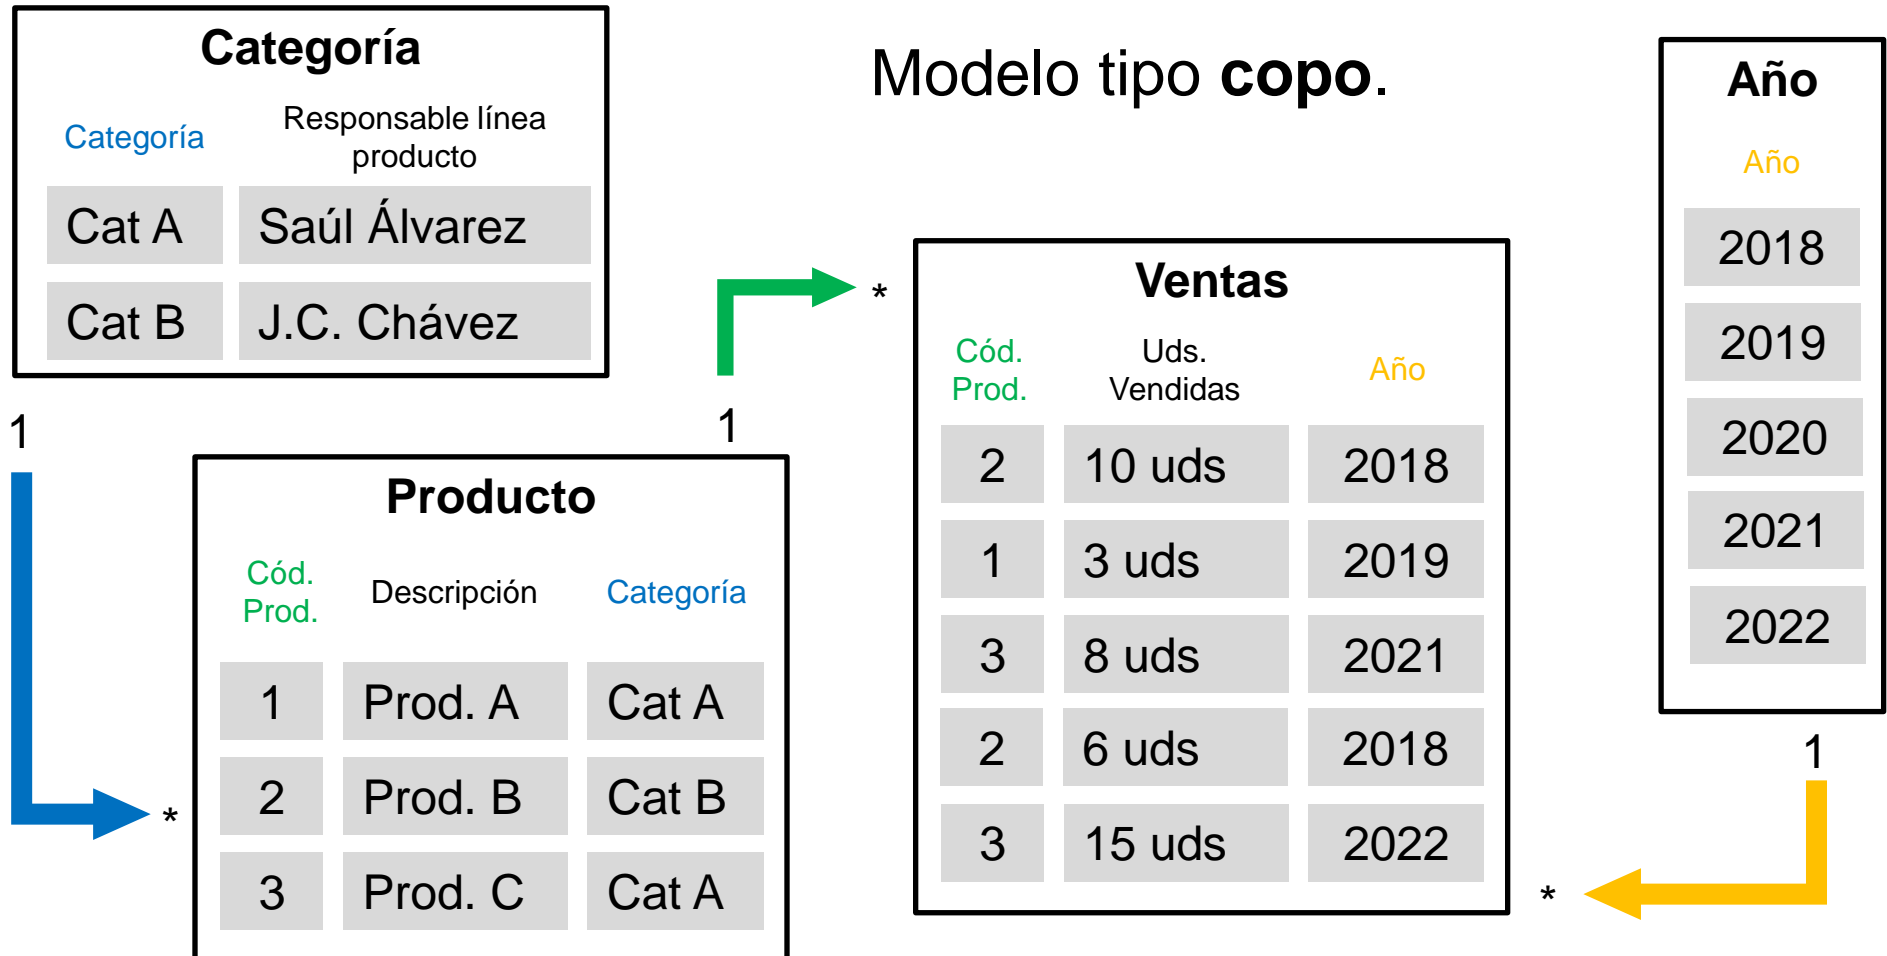 Categoría
Categoría
Responsable línea
producto
Cat A
Saúl Álvarez
Cat B
J.C. Chávez
1
*
Modelo tipo copo.
1
*
Producto
Cód.
Prod.
Descripción
Categoría
1
Prod. A
Cat A
2
Prod. B
Cat B
3
Prod. C
Cat A
Ventas
Cód.
Prod.
Uds.
Vendidas
Año
2
10 uds
2018
1
3 uds
2019
3
8 uds
2021
2
6 uds
2018
3
15 uds
2022
Año
Año
2018
2019
2020
2021
2022
1
*